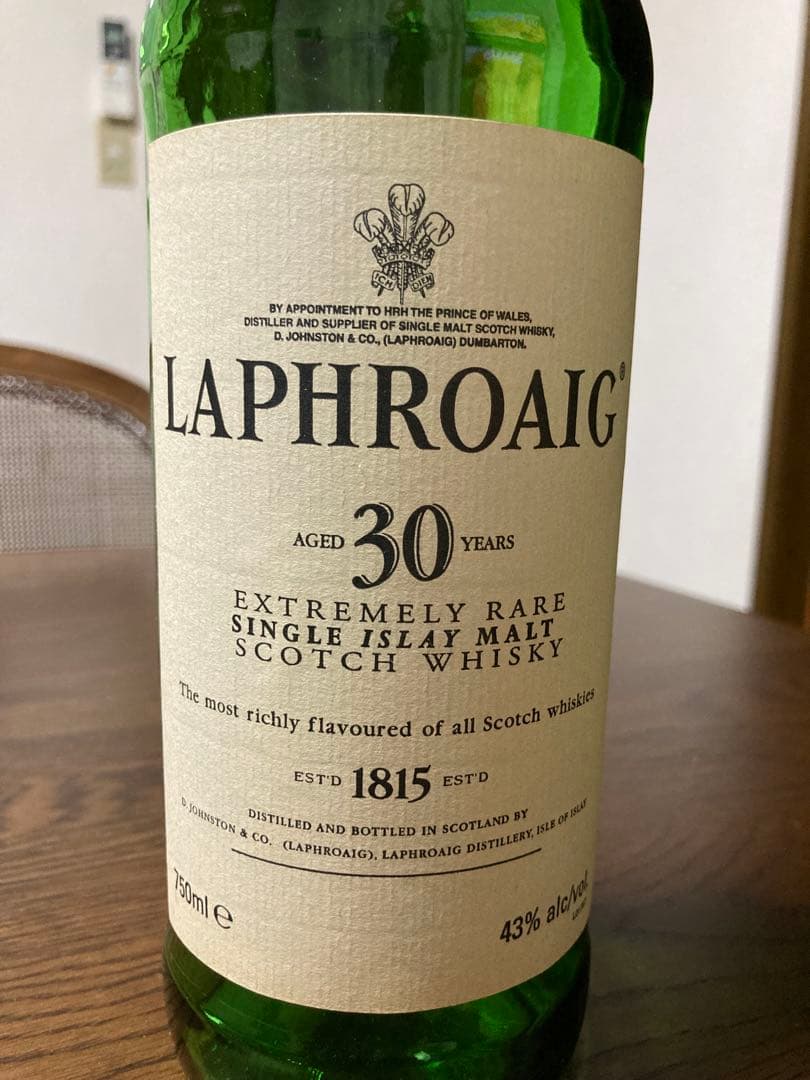 ICH DIEN
BY APPOINTMENT TO HRH THE PRINCE OF WALES,
DISTILLER AND SUPPLIER OF SINGLE MALT SCOTCH WHISKY,
D. JOHNSTON & CO., (LAPHROAIG) DUMBARTON.
LAPHROAIG®
AGED 30 YEARS
EXTREMELY RARE
SINGLE ISLAY MALT
SCOTCH WHISKY
The most richly flavoured of all Scotch whiskies
EST'D 1815 EST'D
DISTILLED AND BOTTLED IN SCOTLAND BY
D. JOHNSTON & CO. (LAPHROAIG), LAPHROAIG DISTILLERY, ISLE OF ISLAY
750ml ℮
43% alc/vol.